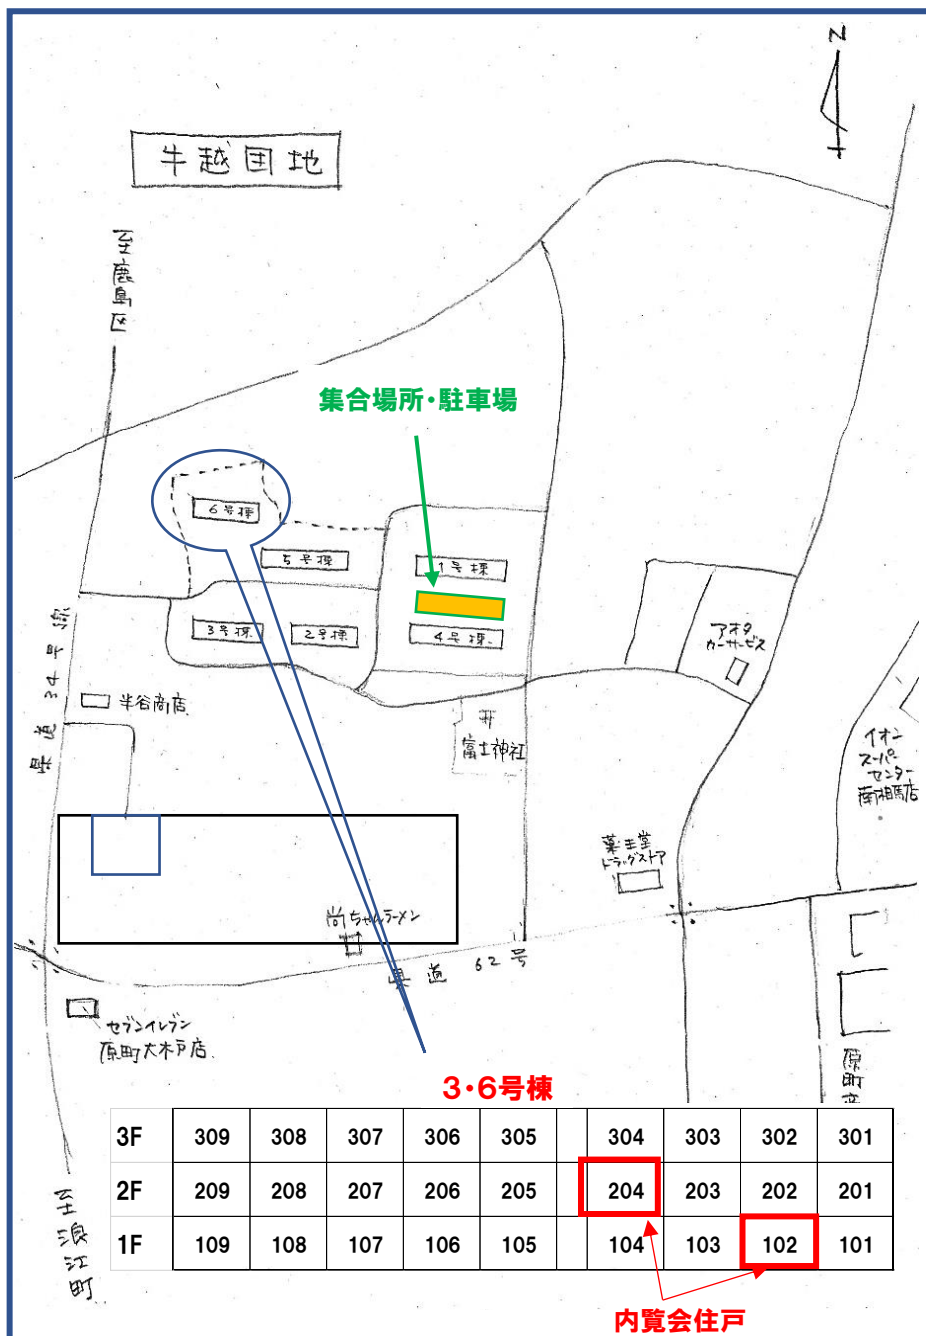 N
牛越団地
至鹿島区
集合場所・駐車場
6号棟
5号棟
1号棟
3号棟
2号棟
4号棟
アオタ
カーサービス
県道34号線
半谷商店
富士神社
イオン
スーパー
センター
南相馬店
薬王堂
ドラッグストア
尚ちゃんラーメン
県道 62号
セブンイレブン
原町大木戸店
原町
3・6号棟
3F 309 308 307 306 305 304 303 302 301
2F 209 208 207 206 205 204 203 202 201
1F 109 108 107 106 105 104 103 102 101
至浪江町
内覧会住戸